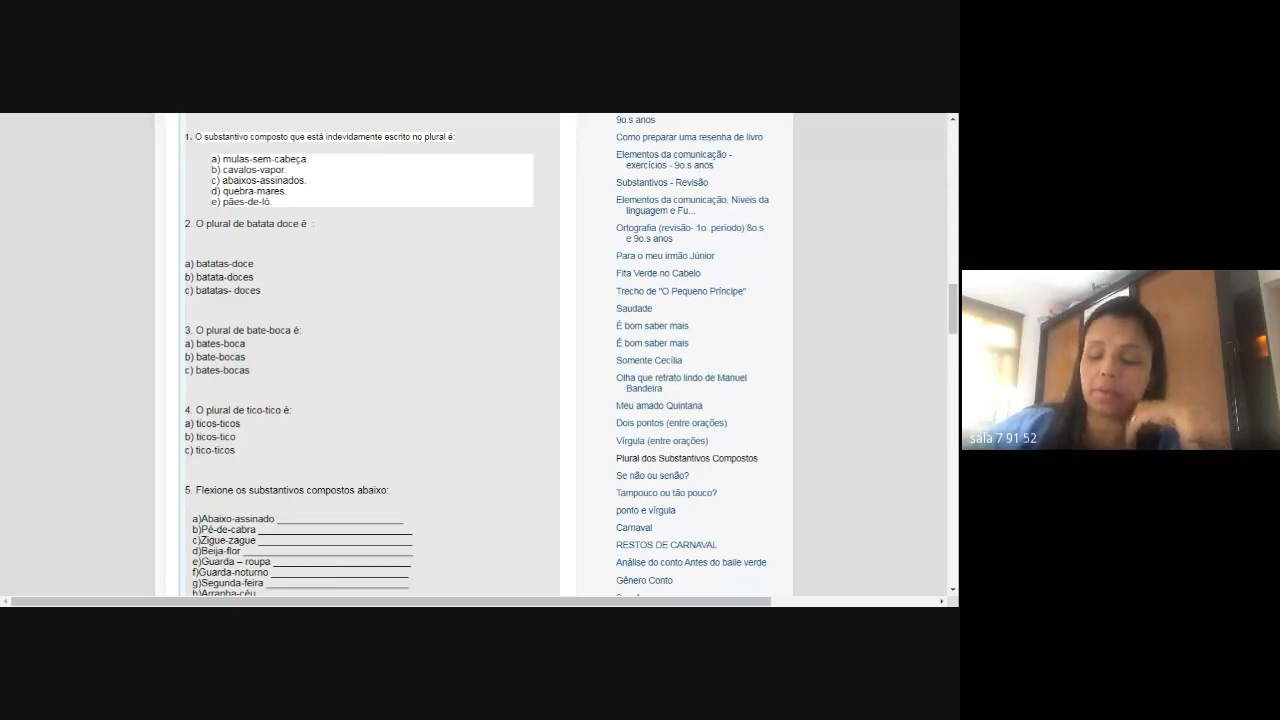 1. O substantivo composto que está indevidamente escrito no plural é:
a) mulas-sem-cabeça.
b) cavalos-vapor.
c) abaixos-assinados.
d) quebra-mares.
e) pães-de-ló.
2. O plural de batata doce é :
a) batatas-doce
b) batata-doces
c) batatas- doces
3. O plural de bate-boca é:
a) bates-boca
b) bate-bocas
c) bates-bocas
4. O plural de tico-tico é:
a) ticos-ticos
b) ticos-tico
c) tico-ticos
5. Flexione os substantivos compostos abaixo:
a)Abaixo-assinado
b)Pé-de-cabra
c)Zigue-zague
d)Beija-flor
e)Guarda – roupa
f)Guarda-noturno
g)Segunda-feira
h)Arranha-céu
9o.s anos
Como preparar uma resenha de livro
Elementos da comunicação -
exercícios - 9o.s anos
Substantivos - Revisão
Elementos da comunicação, Níveis da
linguagem e Fu...
Ortografia (revisão- 1o. período) 8o.s
e 9o.s anos
Para o meu irmão Júnior
Fita Verde no Cabelo
Trecho de "O Pequeno Príncipe"
Saudade
É bom saber mais
É bom saber mais
Somente Cecília
Olha que retrato lindo de Manuel
Bandeira
Meu amado Quintana
Dois pontos (entre orações)
Vírgula (entre orações)
Plural dos Substantivos Compostos
Se não ou senão?
Tampouco ou tão pouco?
ponto e vírgula
Carnaval
RESTOS DE CARNAVAL
Análise do conto Antes do baile verde
Gênero Conto
sala 7 91 52